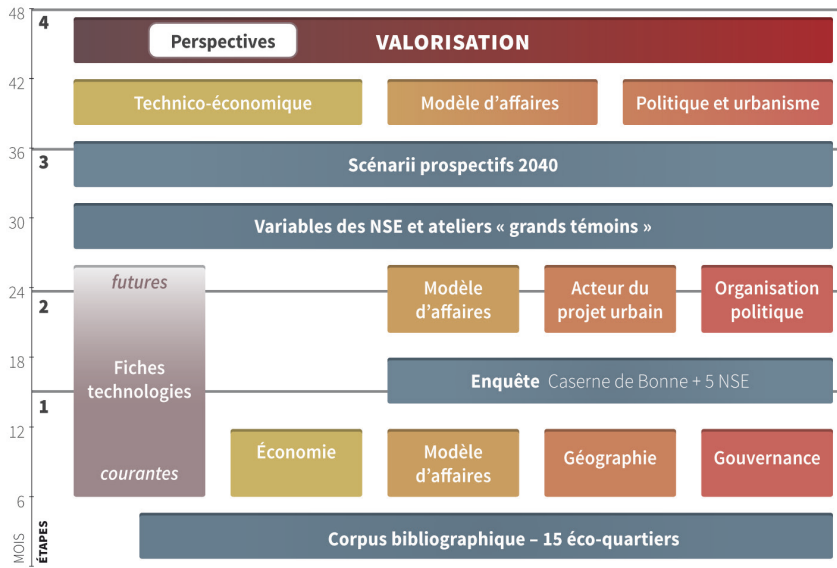 48
4
Perspectives
VALORISATION
42
Technico-économique
Modèle d’affaires
Politique et urbanisme
36
3
Scénarii prospectifs 2040
30
Variables des NSE et ateliers « grands témoins »
24
futures
Modèle
d’affaires
Acteur du
projet urbain
Organisation
politique
2
18
Fiches
technologies
Enquête Caserne de Bonne + 5 NSE
1
12
courantes
Économie
Modèle
d’affaires
Géographie
Gouvernance
6
Corpus bibliographique – 15 éco-quartiers
MOIS
ÉTAPES